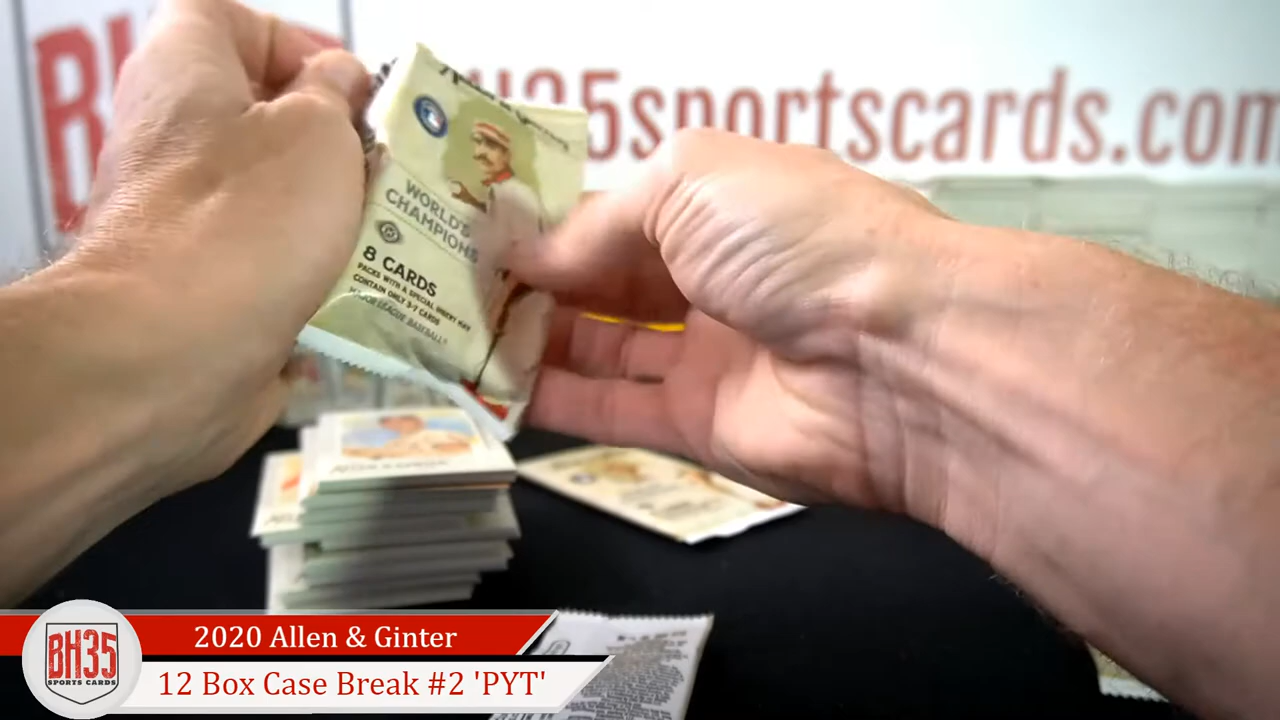 BH35sportscards.com
WORLD'S
CHAMPIONS
8 CARDS
PACKS WITH A SPECIAL INSERT MAY
CONTAIN ONLY 3-7 CARDS
MAJOR LEAGUE BASEBALL
2020 Allen & Ginter
12 Box Case Break #2 'PYT'
BH35
SPORTS CARDS